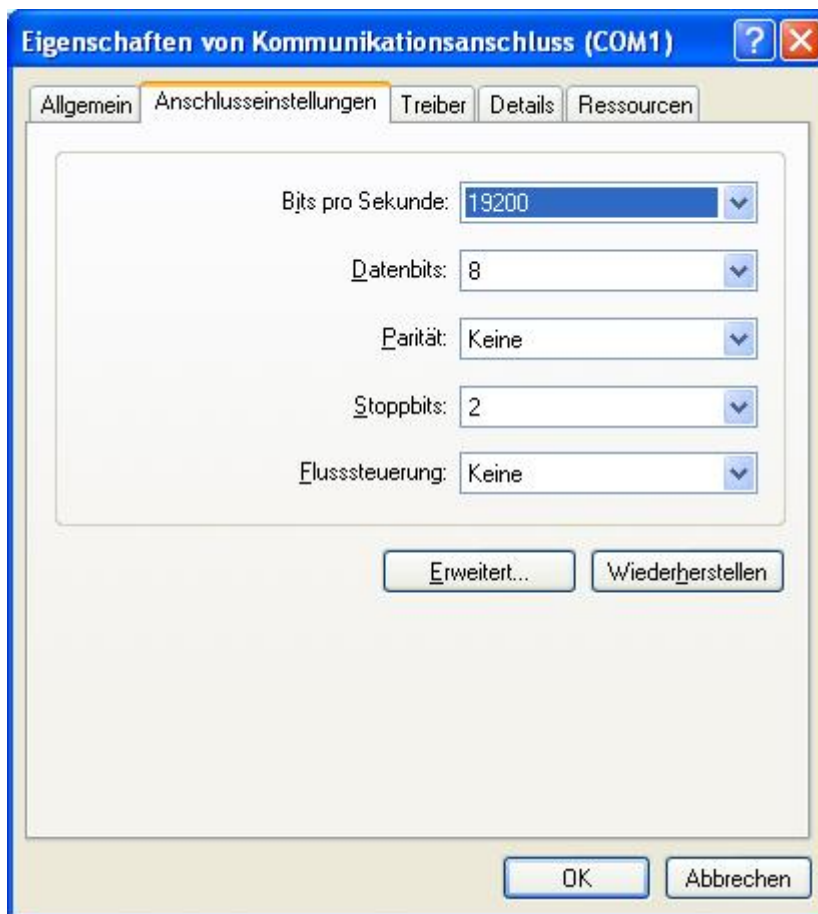 Eigenschaften von Kommunikationsanschluss (COM1)
Allgemein Anschlusseinstellungen Treiber Details Ressourcen
Bits pro Sekunde: 19200
Datenbits: 8
Parität: Keine
Stoppbits: 2
Flusssteuerung: Keine
Erweitert... Wiederherstellen
OK Abbrechen